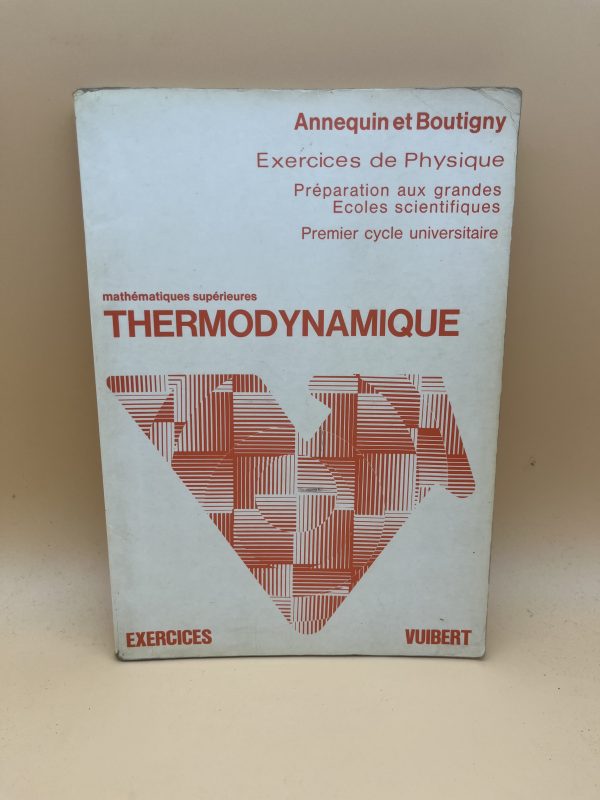 Annequin et Boutigny
Exercices de Physique
Préparation aux grandes
Ecoles scientifiques
Premier cycle universitaire
mathématiques supérieures
THERMODYNAMIQUE
EXERCICES VUIBERT